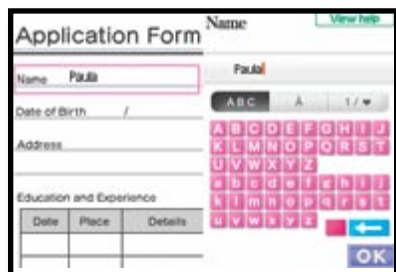 Application Form
Name Paula
Date of Birth /
Address
Education and Experience
Date Place Details
Name
View help
Paula
A B C À 1 / ♥
A B C D E F G H I J
K L M N O P Q R S T
U V W X Y Z
a b c d e f g h i j
k l m n o p q r s t
u v w x y z
OK